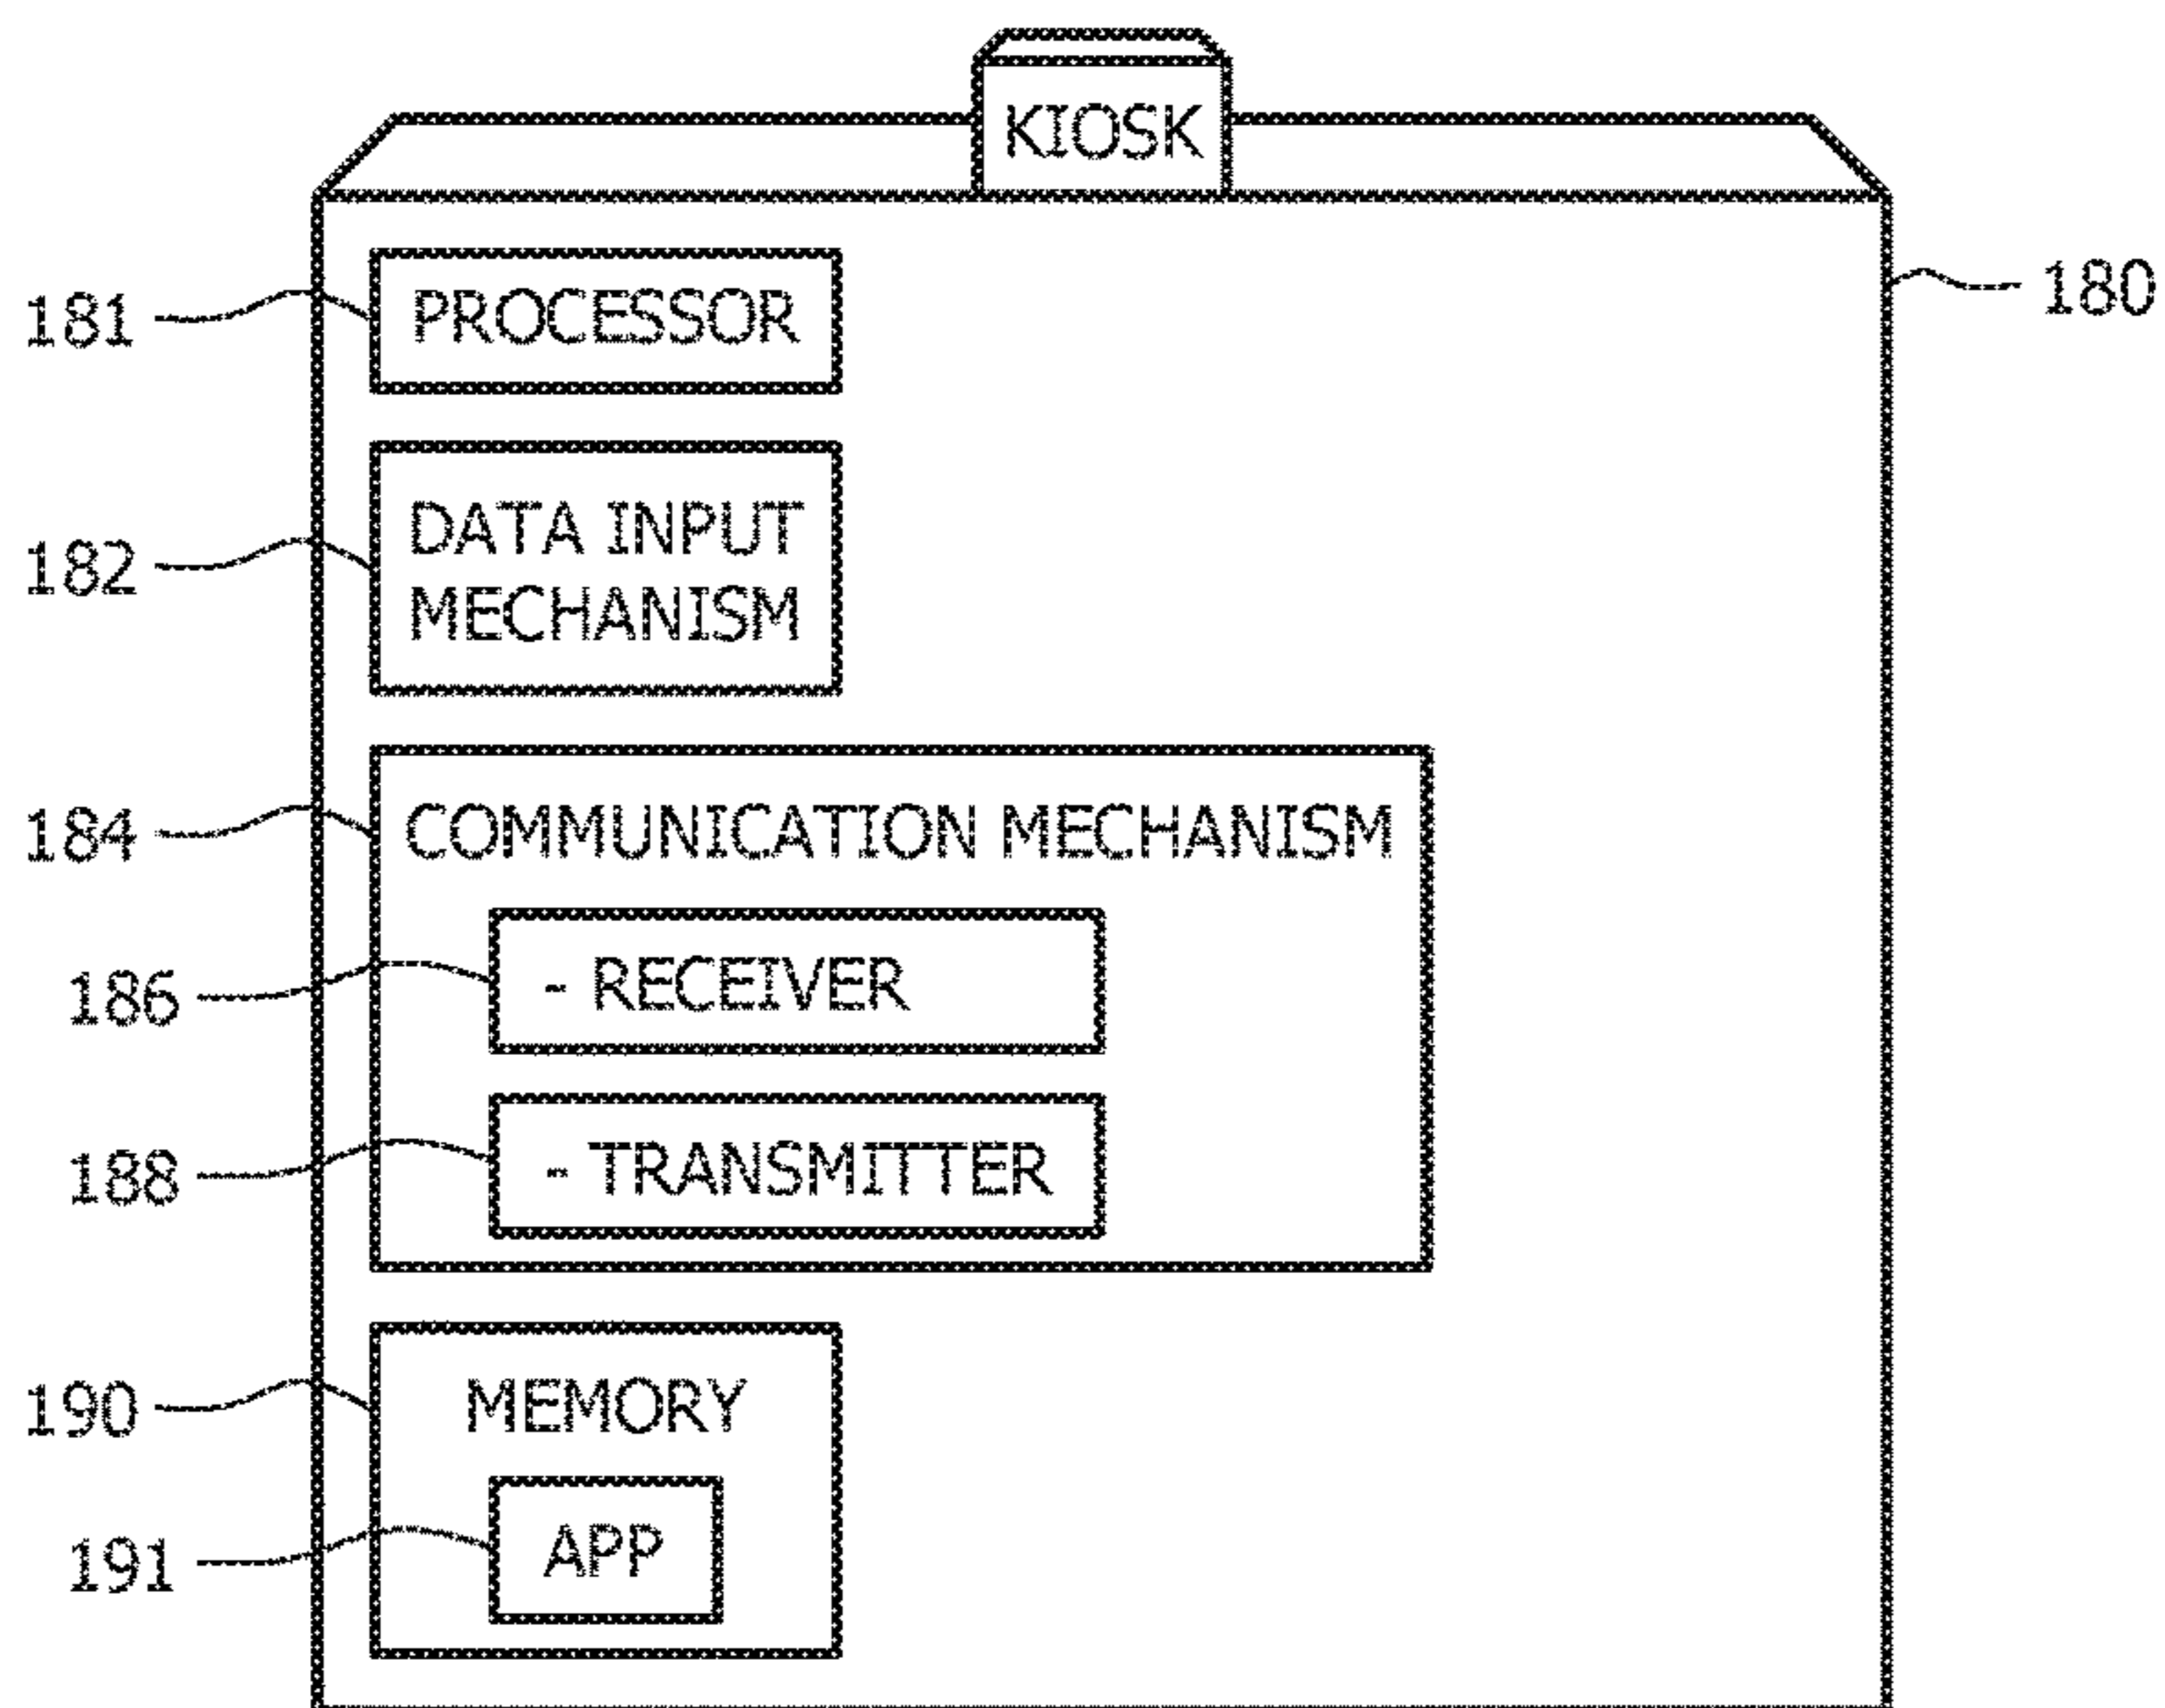 KIOSK
180
181
PROCESSOR
182
DATA INPUT
MECHANISM
184
COMMUNICATION MECHANISM
186
- RECEIVER
188
- TRANSMITTER
190
MEMORY
191
APP